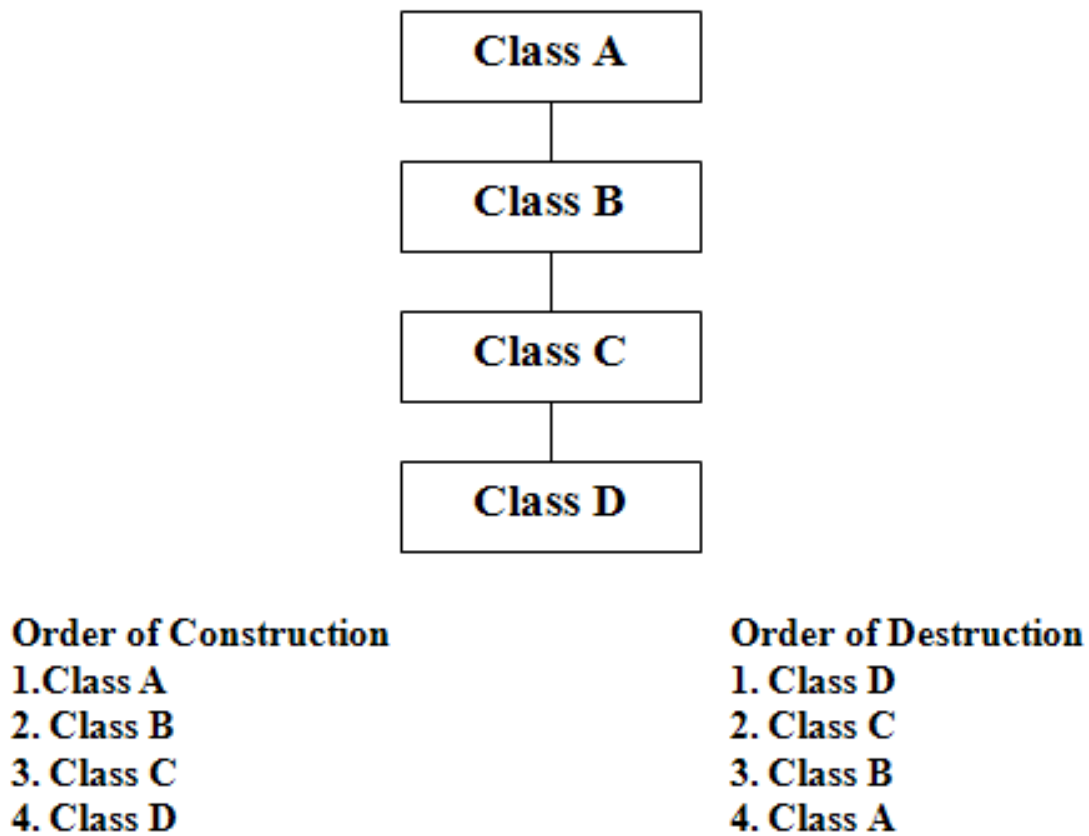 Class A
Class B
Class C
Class D
Order of Construction
1.Class A
2. Class B
3. Class C
4. Class D
Order of Destruction
1. Class D
2. Class C
3. Class B
4. Class A